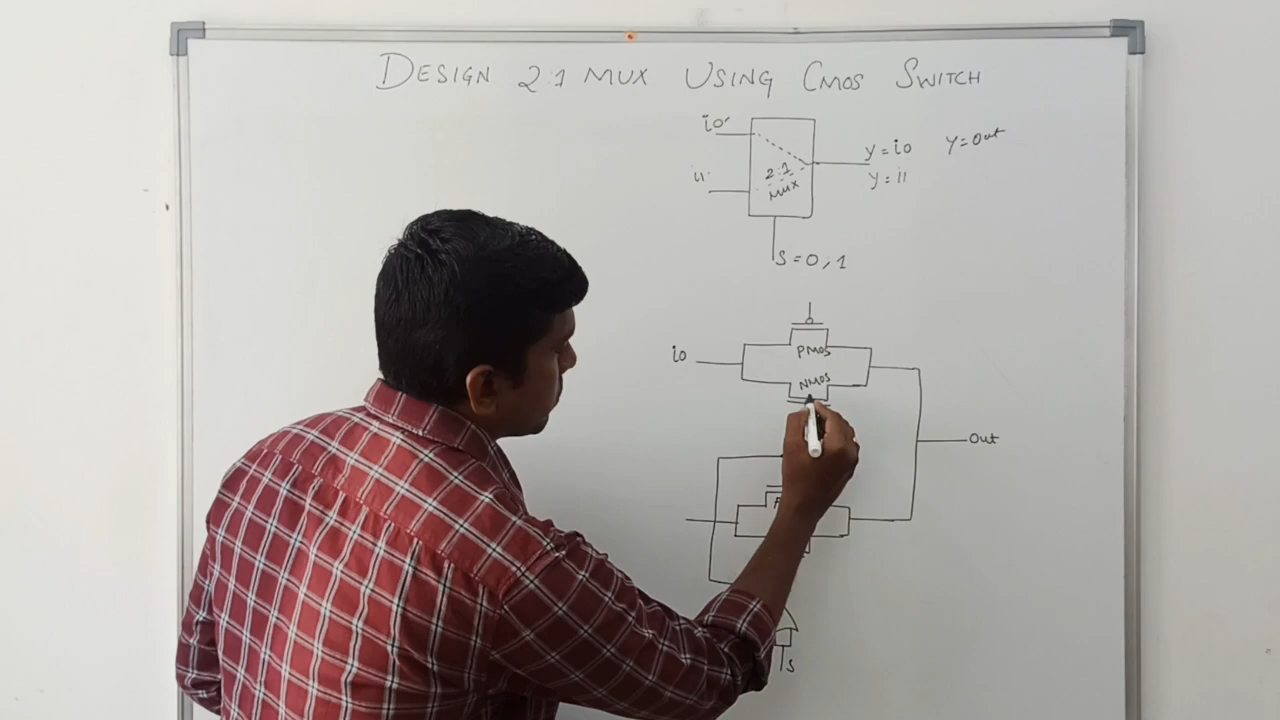 DESIGN 2:1 MUX USING CMOS SWITCH
i0
y = i0 Y = Out
i1
2:1
MUX
y = i1
S = 0, 1
i0
PMOS
NMOS
Out
S